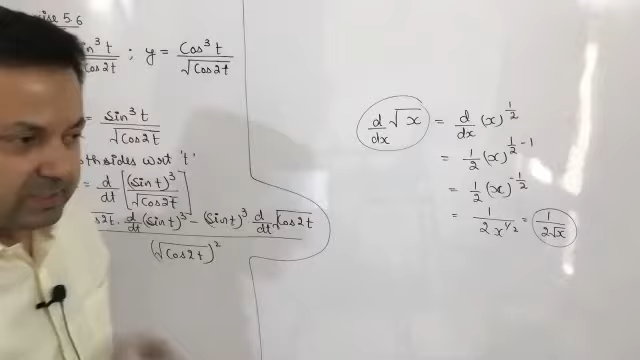 5.6
sin³t / √Cos2t ; y = Cos³t / √Cos2t
= sin³t / √Cos2t
sides wrt 't'
= d/dt [(sin t)³ / √Cos2t]
d/dt (sin t)³ − (sin t)³ d/dt √Cos2t
(√Cos2t)²
d/dx √x = d/dx (x)^1/2
= 1/2 (x)^1/2 − 1
= 1/2 (x)^-1/2
= 1 / 2x^1/2 = 1 / 2√x